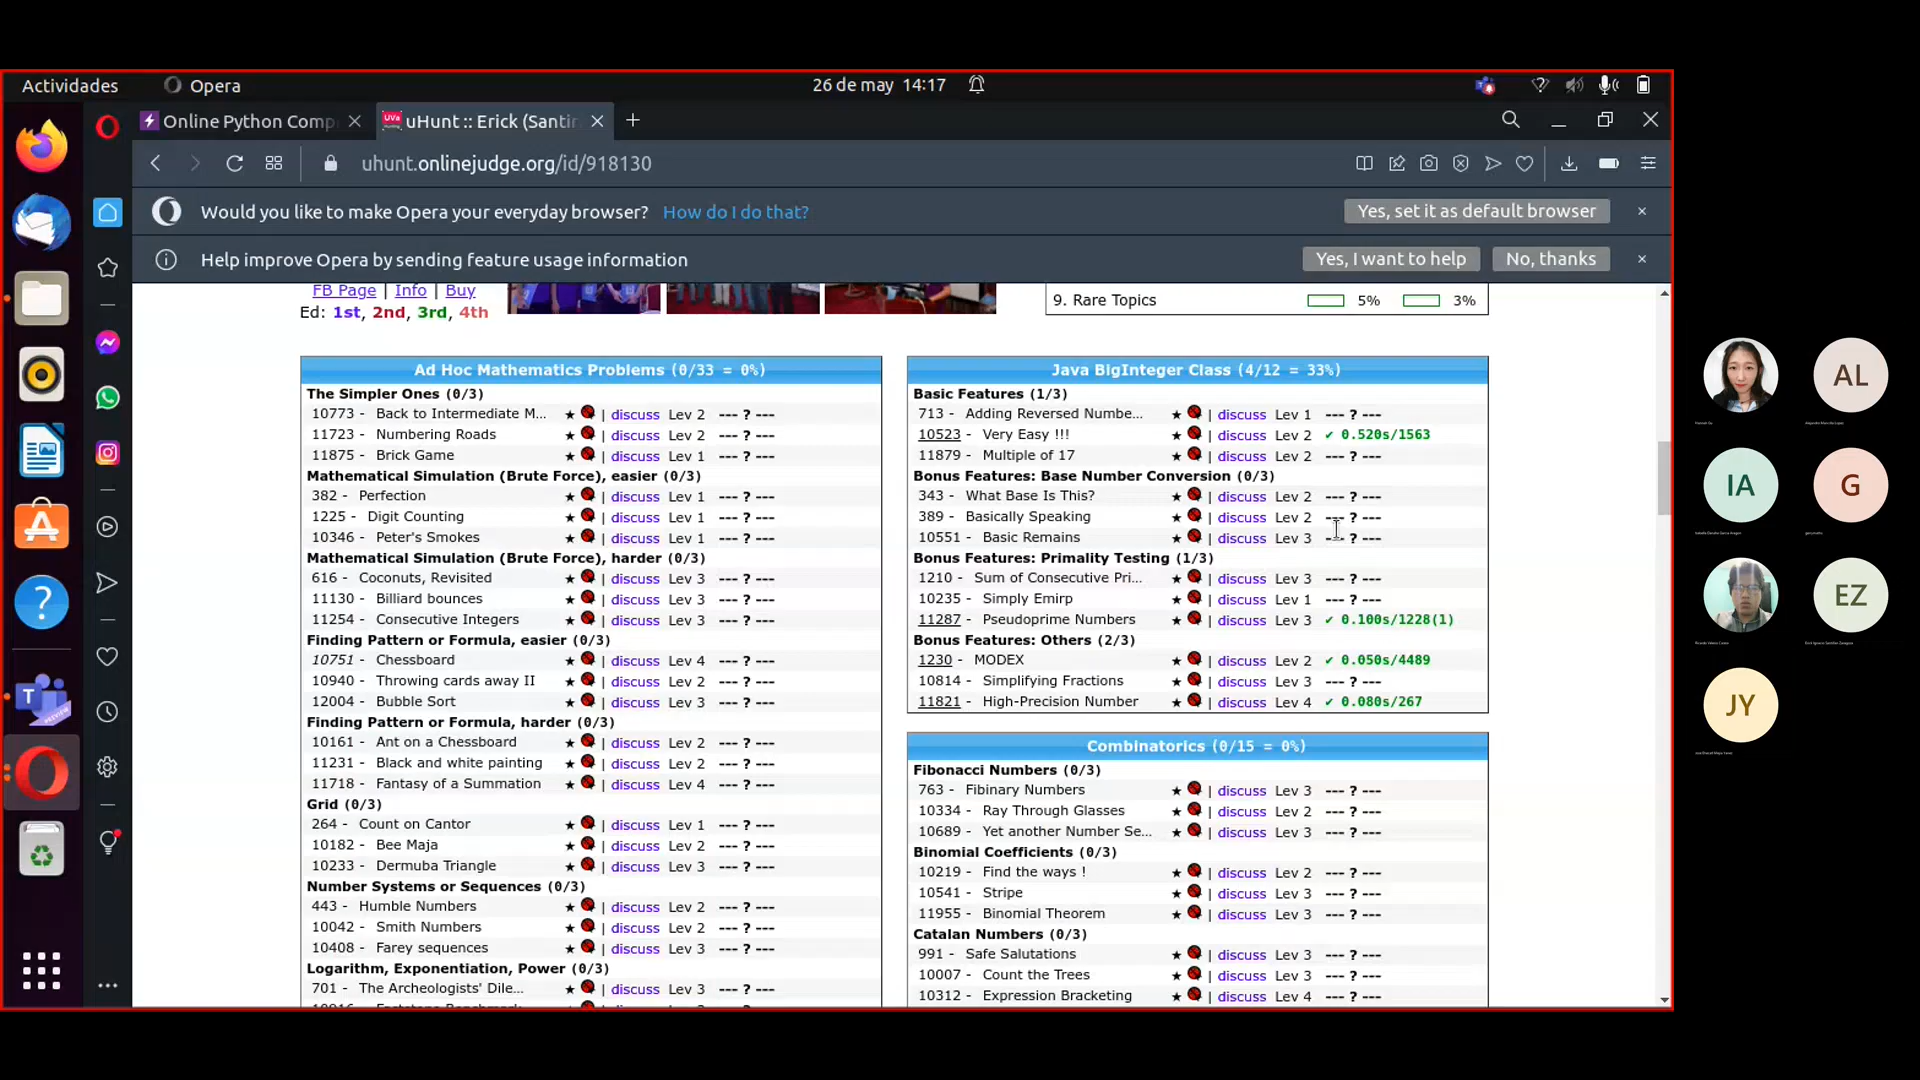 Actividades
Opera
26 de may 14:17
Online Python Comp
uHunt :: Erick (Santir
uhunt.onlinejudge.org/id/918130
Would you like to make Opera your everyday browser? How do I do that?
Yes, set it as default browser
Help improve Opera by sending feature usage information
Yes, I want to help
No, thanks
FB Page | Info | Buy
Ed: 1st, 2nd, 3rd, 4th
9. Rare Topics 5% 3%
Ad Hoc Mathematics Problems (0/33 = 0%)
The Simpler Ones (0/3)
10773 - Back to Intermediate M... ★ | discuss Lev 2 --- ? ---
11723 - Numbering Roads ★ | discuss Lev 2 --- ? ---
11875 - Brick Game ★ | discuss Lev 1 --- ? ---
Mathematical Simulation (Brute Force), easier (0/3)
382 - Perfection ★ | discuss Lev 1 --- ? ---
1225 - Digit Counting ★ | discuss Lev 1 --- ? ---
10346 - Peter's Smokes ★ | discuss Lev 1 --- ? ---
Mathematical Simulation (Brute Force), harder (0/3)
616 - Coconuts, Revisited ★ | discuss Lev 3 --- ? ---
11130 - Billiard bounces ★ | discuss Lev 3 --- ? ---
11254 - Consecutive Integers ★ | discuss Lev 3 --- ? ---
Finding Pattern or Formula, easier (0/3)
10751 - Chessboard ★ | discuss Lev 4 --- ? ---
10940 - Throwing cards away II ★ | discuss Lev 2 --- ? ---
12004 - Bubble Sort ★ | discuss Lev 3 --- ? ---
Finding Pattern or Formula, harder (0/3)
10161 - Ant on a Chessboard ★ | discuss Lev 2 --- ? ---
11231 - Black and white painting ★ | discuss Lev 2 --- ? ---
11718 - Fantasy of a Summation ★ | discuss Lev 4 --- ? ---
Grid (0/3)
264 - Count on Cantor ★ | discuss Lev 1 --- ? ---
10182 - Bee Maja ★ | discuss Lev 2 --- ? ---
10233 - Dermuba Triangle ★ | discuss Lev 3 --- ? ---
Number Systems or Sequences (0/3)
443 - Humble Numbers ★ | discuss Lev 2 --- ? ---
10042 - Smith Numbers ★ | discuss Lev 2 --- ? ---
10408 - Farey sequences ★ | discuss Lev 3 --- ? ---
Logarithm, Exponentiation, Power (0/3)
701 - The Archeologists' Dile... ★ | discuss Lev 3 --- ? ---
Java BigInteger Class (4/12 = 33%)
Basic Features (1/3)
713 - Adding Reversed Numbe... ★ | discuss Lev 1 --- ? ---
10523 - Very Easy !!! ★ | discuss Lev 2 ✔ 0.520s/1563
11879 - Multiple of 17 ★ | discuss Lev 2 --- ? ---
Bonus Features: Base Number Conversion (0/3)
343 - What Base Is This? ★ | discuss Lev 2 --- ? ---
389 - Basically Speaking ★ | discuss Lev 2 --- ? ---
10551 - Basic Remains ★ | discuss Lev 3 --- ? ---
Bonus Features: Primality Testing (1/3)
1210 - Sum of Consecutive Pri... ★ | discuss Lev 3 --- ? ---
10235 - Simply Emirp ★ | discuss Lev 1 --- ? ---
11287 - Pseudoprime Numbers ★ | discuss Lev 3 ✔ 0.100s/1228(1)
Bonus Features: Others (2/3)
1230 - MODEX ★ | discuss Lev 2 ✔ 0.050s/4489
10814 - Simplifying Fractions ★ | discuss Lev 3 --- ? ---
11821 - High-Precision Number ★ | discuss Lev 4 ✔ 0.080s/267
Combinatorics (0/15 = 0%)
Fibonacci Numbers (0/3)
763 - Fibinary Numbers ★ | discuss Lev 3 --- ? ---
10334 - Ray Through Glasses ★ | discuss Lev 2 --- ? ---
10689 - Yet another Number Se... ★ | discuss Lev 3 --- ? ---
Binomial Coefficients (0/3)
10219 - Find the ways ! ★ | discuss Lev 2 --- ? ---
10541 - Stripe ★ | discuss Lev 3 --- ? ---
11955 - Binomial Theorem ★ | discuss Lev 3 --- ? ---
Catalan Numbers (0/3)
991 - Safe Salutations ★ | discuss Lev 3 --- ? ---
10007 - Count the Trees ★ | discuss Lev 3 --- ? ---
10312 - Expression Bracketing ★ | discuss Lev 4 --- ? ---
AL
IA
G
EZ
JY